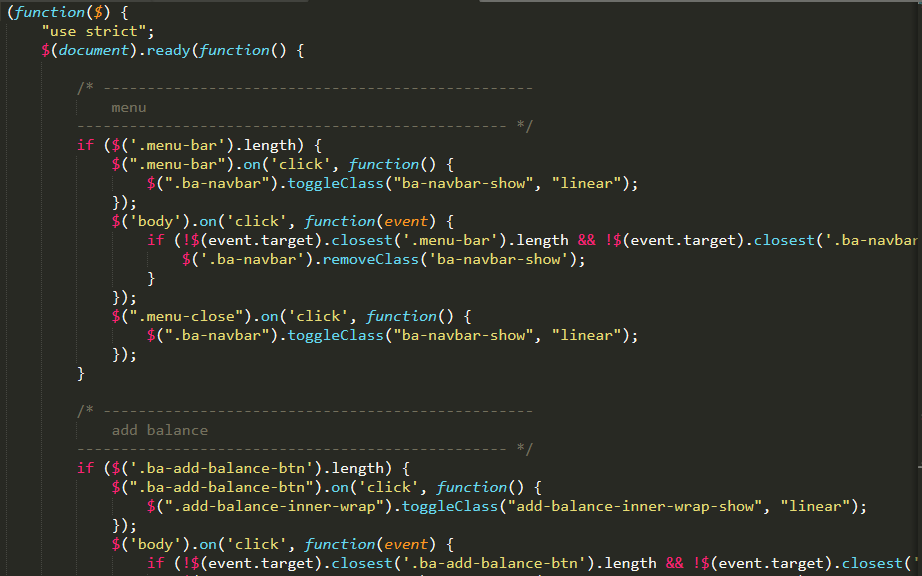 (function($) {
    "use strict";
    $(document).ready(function() {
        /* -------------------------------------------------
            menu
        ------------------------------------------------- */
        if ($('.menu-bar').length) {
            $(".menu-bar").on('click', function() {
                $(".ba-navbar").toggleClass("ba-navbar-show", "linear");
            });
            $('body').on('click', function(event) {
                if (!$(event.target).closest('.menu-bar').length && !$(event.target).closest('.ba-navbar
                    $('.ba-navbar').removeClass('ba-navbar-show');
                }
            });
            $(".menu-close").on('click', function() {
                $(".ba-navbar").toggleClass("ba-navbar-show", "linear");
            });
        }
        /* -------------------------------------------------
            add balance
        ------------------------------------------------- */
        if ($('.ba-add-balance-btn').length) {
            $(".ba-add-balance-btn").on('click', function() {
                $(".add-balance-inner-wrap").toggleClass("add-balance-inner-wrap-show", "linear");
            });
            $('body').on('click', function(event) {
                if (!$(event.target).closest('.ba-add-balance-btn').length && !$(event.target).closest('